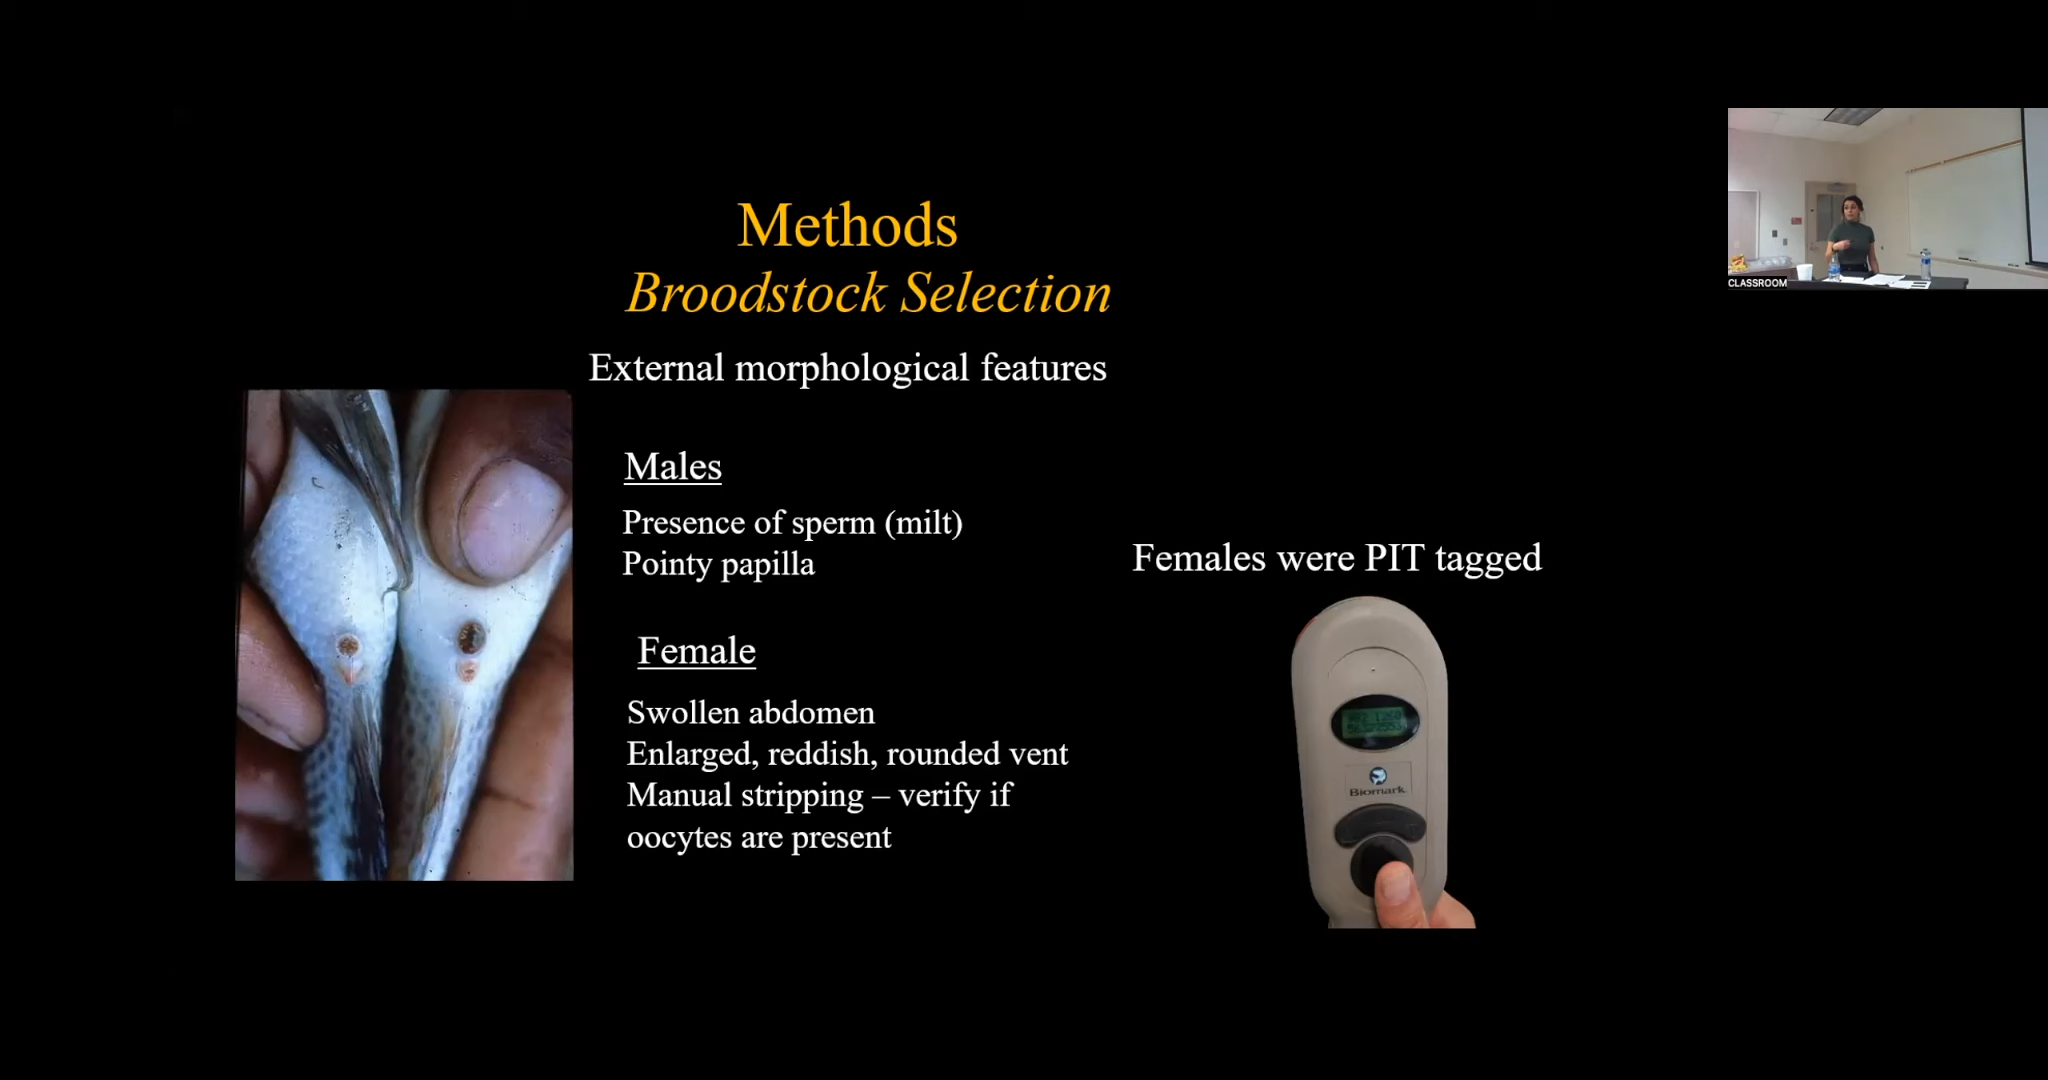 Methods
Broodstock Selection
External morphological features
Males
Presence of sperm (milt)
Pointy papilla
Female
Swollen abdomen
Enlarged, reddish, rounded vent
Manual stripping – verify if
oocytes are present
Females were PIT tagged
Biomark
CLASSROOM